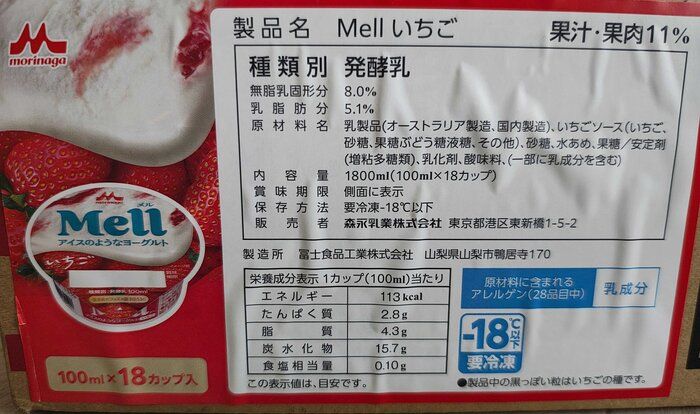 morinaga
製品名 Mell いちご 果汁・果肉11%
種類別 発酵乳
無脂乳固形分 8.0%
乳脂肪分 5.1%
原材料名 乳製品(オーストラリア製造、国内製造)、いちごソース(いちご、
砂糖、果糖ぶどう糖液糖、その他)、砂糖、水あめ、果糖/安定剤
(増粘多糖類)、乳化剤、酸味料、(一部に乳成分を含む)
内容量 1800ml(100ml×18カップ)
賞味期限 側面に表示
保存方法 要冷凍-18℃以下
販売者 森永乳業株式会社 東京都港区東新橋1-5-2
製造所 冨士食品工業株式会社 山梨県山梨市鴨居寺170
栄養成分表示 1カップ(100ml)当たり
エネルギー 113kcal
たんぱく質 2.8g
脂質 4.3g
炭水化物 15.7g
食塩相当量 0.10g
この表示値は、目安です。
原材料に含まれる
アレルゲン(28品目中)
乳成分
-18℃以下
要冷凍
●製品中の黒っぽい粒はいちごの種です。
morinaga
メル
Mell
アイスのようなヨーグルト
いちご
種類別:発酵乳 100ml
100ml×18カップ入